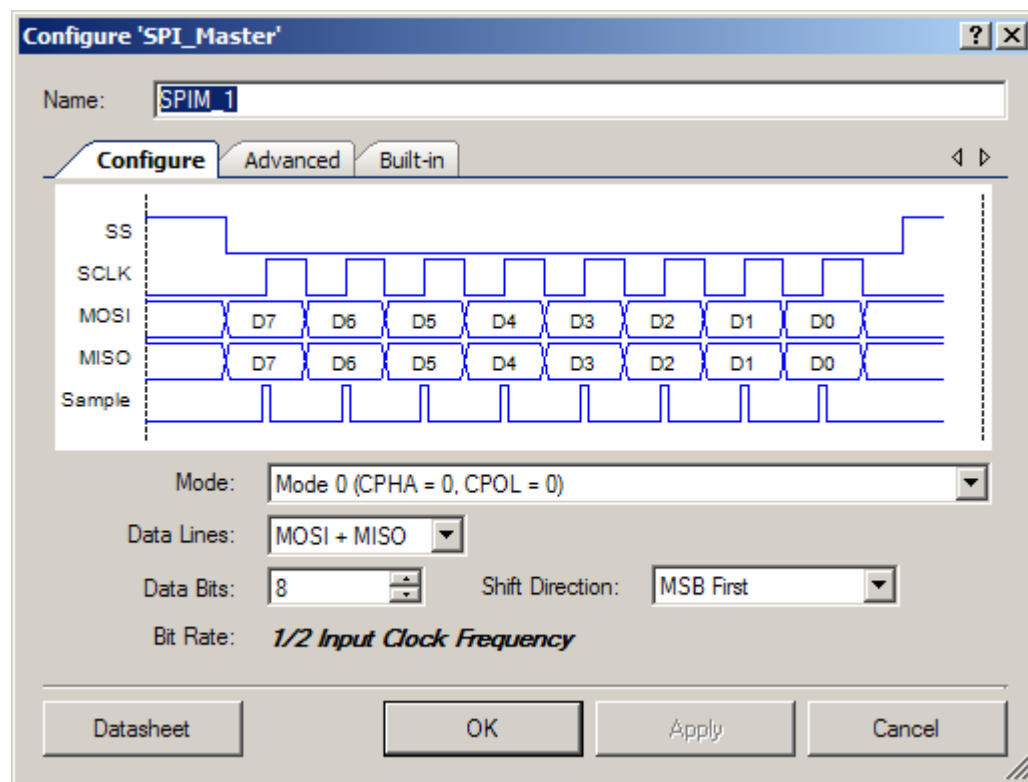 Configure 'SPI_Master'
Name: SPIM_1
Configure Advanced Built-in
SS
SCLK
MOSI D7 D6 D5 D4 D3 D2 D1 D0
MISO D7 D6 D5 D4 D3 D2 D1 D0
Sample
Mode: Mode 0 (CPHA = 0, CPOL = 0)
Data Lines: MOSI + MISO
Data Bits: 8 Shift Direction: MSB First
Bit Rate: 1/2 Input Clock Frequency
Datasheet OK Apply Cancel